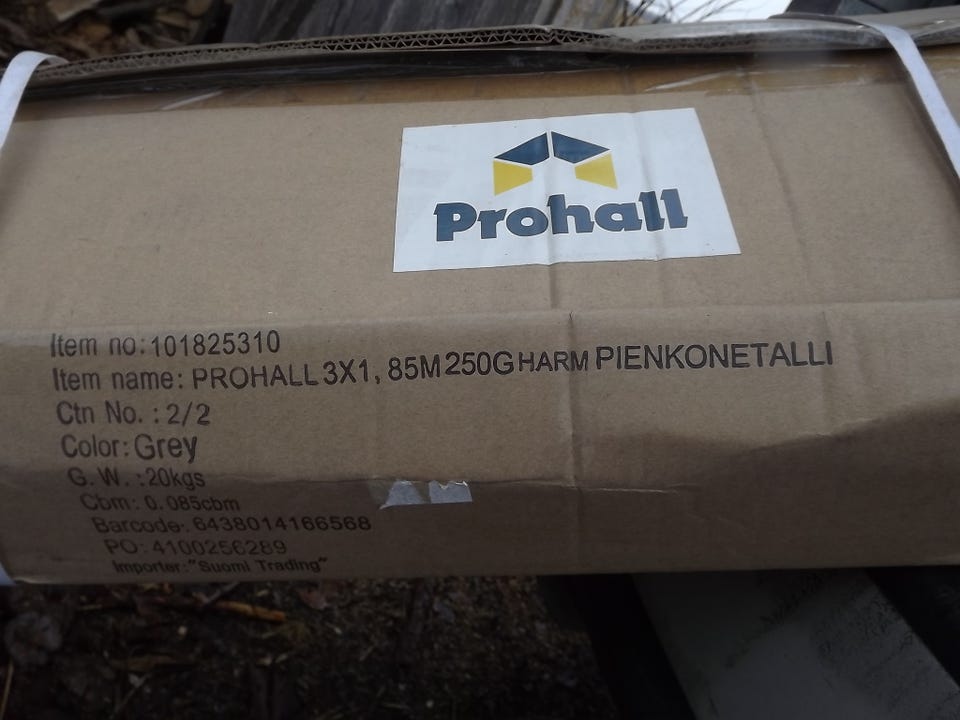 Prohall
Item no:101825310
Item name: PROHALL 3X1, 85M 250G HARM PIENKONETALLI
Ctn No. : 2/2
Color: Grey
G. W. :20kgs
Cbm: 0.085cbm
Barcode:6438014166568
PO:4100256289
Importer:"Suomi Trading"